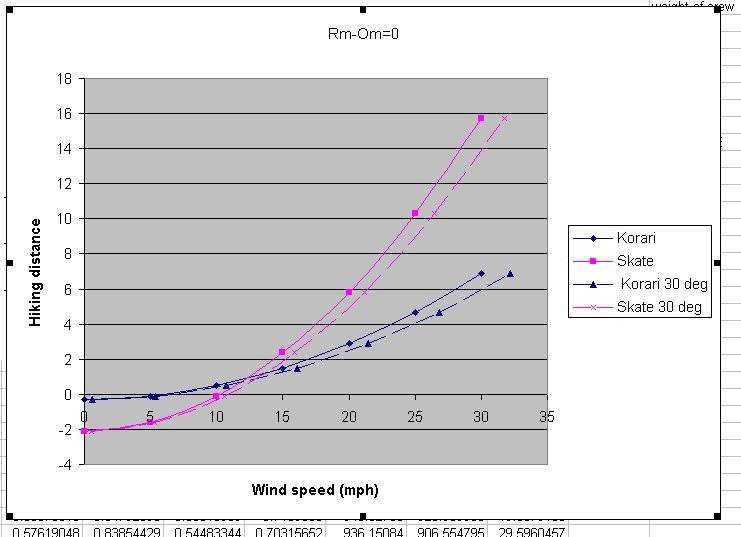 weight of crew
Rm-Om=0
18
16
14
12
10
8
6
4
2
0
-2
-4
0 5 10 15 20 25 30 35
Hiking distance
Wind speed (mph)
Korari
Skate
Korari 30 deg
Skate 30 deg
0.57619048 0.83854429 0.54483344 0.70315652 936.15084 906.554795 29.5960457